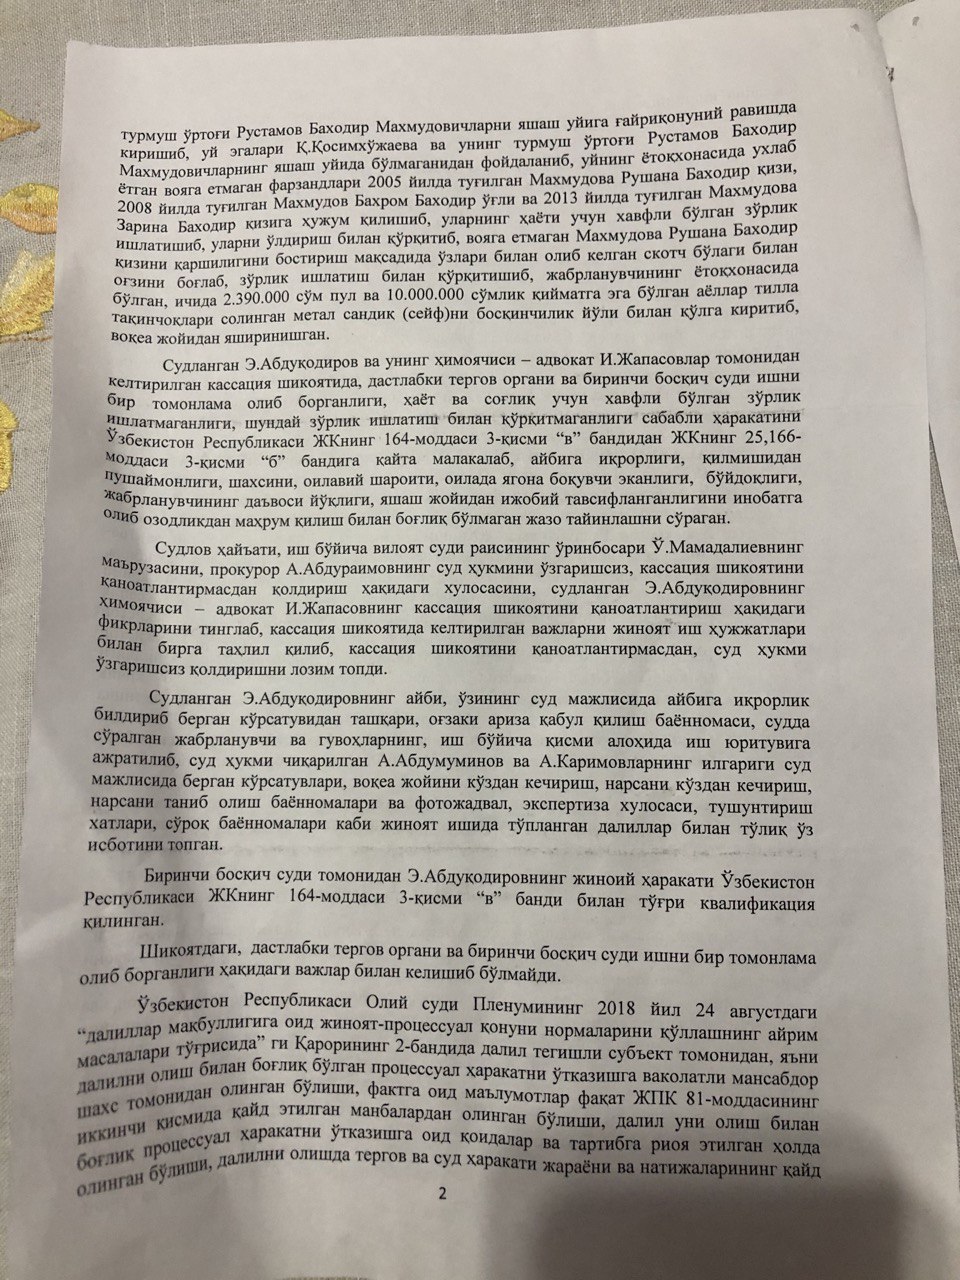 турмуш ўртоғи Рустамов Баходир Махмудовичларни яшаш уйига ғайриқонуний равишда
киришиб, уй эгалари Қ.Қосимхўжаева ва унинг турмуш ўртоғи Рустамов Баходир
Махмудовичларнинг яшаш уйида бўлмаганидан фойдаланиб, уйнинг ётоқхонасида ухлаб
ётган вояга етмаган фарзандлари 2005 йилда туғилган Махмудова Рушана Баходир қизи,
2008 йилда туғилган Махмудов Бахром Баходир ўғли ва 2013 йилда туғилган Махмудова
Зарина Баходир қизига ҳужум қилишиб, уларнинг ҳаёти учун хавфли бўлган зўрлик
ишлатишиб, уларни ўлдириш билан қўрқитиб, вояга етмаган Махмудова Рушана Баходир
қизини қаршилигини бостириш мақсадида ўзлари билан олиб келган скотч бўлаги билан
оғзини боғлаб, зўрлик ишлатиш билан қўрқитишиб, жабрланувчининг ётоқхонасида
бўлган, ичида 2.390.000 сўм пул ва 10.000.000 сўмлик қийматга эга бўлган аёллар тилла
тақинчоқлари солинган метал сандиқ (сейф)ни босқинчилик йўли билан қўлга киритиб,
воқеа жойидан яширинишган.
Судланган Э.Абдуқодиров ва унинг ҳимоячиси – адвокат И.Жапасовлар томонидан
келтирилган кассация шикоятида, дастлабки тергов органи ва биринчи босқич суди ишни
бир томонлама олиб борганлиги, ҳаёт ва соғлиқ учун хавфли бўлган зўрлик
ишлатмаганлиги, шундай зўрлик ишлатиш билан қўрқитмаганлиги сабабли ҳаракатини
Ўзбекистон Республикаси ЖКнинг 164-моддаси 3-қисми “в” бандидан ЖКнинг 25,166-
моддаси 3-қисми “б” бандига қайта малакалаб, айбига иқрорлиги, қилмишидан
пушаймонлиги, шахсини, оилавий шароити, оилада ягона боқувчи эканлиги, бўйдоқлиги,
жабрланувчининг даъвоси йўқлиги, яшаш жойидан ижобий тавсифланганлигини инобатга
олиб озодликдан маҳрум қилиш билан боғлиқ бўлмаган жазо тайинлашни сўраган.
Судлов ҳайъати, иш бўйича вилоят суди раисининг ўринбосари Ў.Мамадалиевнинг
маърузасини, прокурор А.Абдураимовнинг суд ҳукмини ўзгаришсиз, кассация шикоятини
қаноатлантирмасдан қолдириш ҳақидаги хулосасини, судланган Э.Абдуқодировнинг
ҳимоячиси – адвокат И.Жапасовнинг кассация шикоятини қаноатлантириш ҳақидаги
фикрларини тинглаб, кассация шикоятида келтирилган важларни жиноят иш ҳужжатлари
билан бирга таҳлил қилиб, кассация шикоятини қаноатлантирмасдан, суд ҳукми
ўзгаришсиз қолдиришни лозим топди.
Судланган Э.Абдуқодировнинг айби, ўзининг суд мажлисида айбига иқрорлик
билдириб берган кўрсатувидан ташқари, оғзаки ариза қабул қилиш баённомаси, судда
сўралган жабрланувчи ва гувоҳларнинг, иш бўйича қисми алоҳида иш юритувига
ажратилиб, суд ҳукми чиқарилган А.Абдумуминов ва А.Каримовларнинг илгариги суд
мажлисида берган кўрсатувлари, воқеа жойини кўздан кечириш, нарсани кўздан кечириш,
нарсани таниб олиш баённомалари ва фотожадвал, экспертиза хулосаси, тушунтириш
хатлари, сўроқ баённомалари каби жиноят ишида тўпланган далиллар билан тўлиқ ўз
исботини топган.
Биринчи босқич суди томонидан Э.Абдуқодировнинг жиноий ҳаракати Ўзбекистон
Республикаси ЖКнинг 164-моддаси 3-қисми “в” банди билан тўғри квалификация
қилинган.
Шикоятдаги, дастлабки тергов органи ва биринчи босқич суди ишни бир томонлама
олиб борганлиги ҳақидаги важлар билан келишиб бўлмайди.
Ўзбекистон Республикаси Олий суди Пленумининг 2018 йил 24 августдаги
“далиллар мақбуллигига оид жиноят-процессуал қонуни нормаларини қўллашнинг айрим
масалалари тўғрисида” ги Қарорининг 2-бандида далил тегишли субъект томонидан, яъни
далилни олиш билан боғлиқ бўлган процессуал ҳаракатни ўтказишга ваколатли мансабдор
шахс томонидан олинган бўлиши, фактга оид маълумотлар фақат ЖПК 81-моддасининг
иккинчи қисмида қайд этилган манбалардан олинган бўлиши, далил уни олиш билан
боғлиқ процессуал ҳаракатни ўтказишга оид қоидалар ва тартибга риоя этилган ҳолда
олинган бўлиши, далилни олишда тергов ва суд ҳаракати жараёни ва натижаларининг қайд
2